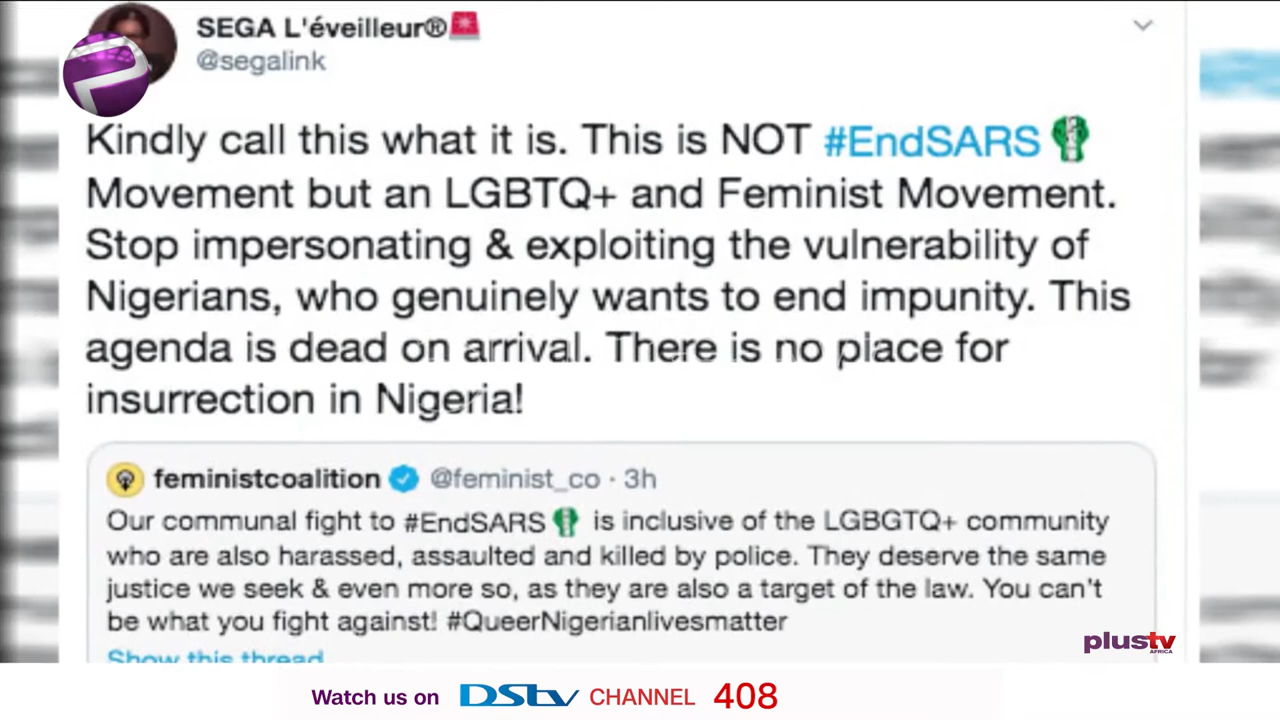 SEGA L'éveilleur®🚨
@segalink
Kindly call this what it is. This is NOT #EndSARS
Movement but an LGBTQ+ and Feminist Movement.
Stop impersonating & exploiting the vulnerability of
Nigerians, who genuinely wants to end impunity. This
agenda is dead on arrival. There is no place for
insurrection in Nigeria!
feministcoalition @feminist_co · 3h
Our communal fight to #EndSARS is inclusive of the LGBGTQ+ community
who are also harassed, assaulted and killed by police. They deserve the same
justice we seek & even more so, as they are also a target of the law. You can't
be what you fight against! #QueerNigerianlivesmatter
Show this thread
plustv
AFRICA
Watch us on DStv CHANNEL 408